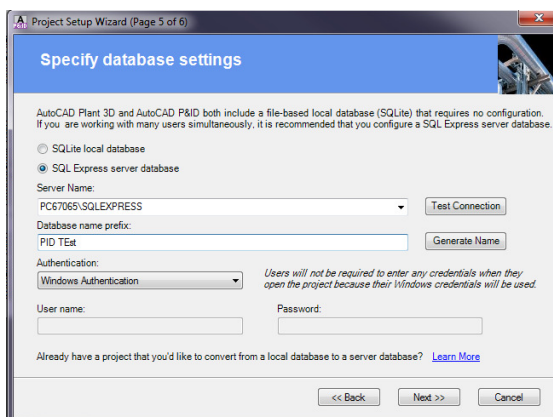 Project Setup Wizard (Page 5 of 6)
Specify database settings
AutoCAD Plant 3D and AutoCAD P&ID both include a file-based local database (SQLite) that requires no configuration.
If you are working with many users simultaneously, it is recommended that you configure a SQL Express server database.
SQLite local database
SQL Express server database
Server Name:
PC67065\SQLEXPRESS
Test Connection
Database name prefix:
PID TEst
Generate Name
Authentication:
Windows Authentication
Users will not be required to enter any credentials when they
open the project because their Windows credentials will be used.
User name:
Password:
Already have a project that you'd like to convert from a local database to a server database? Learn More
<< Back
Next >>
Cancel